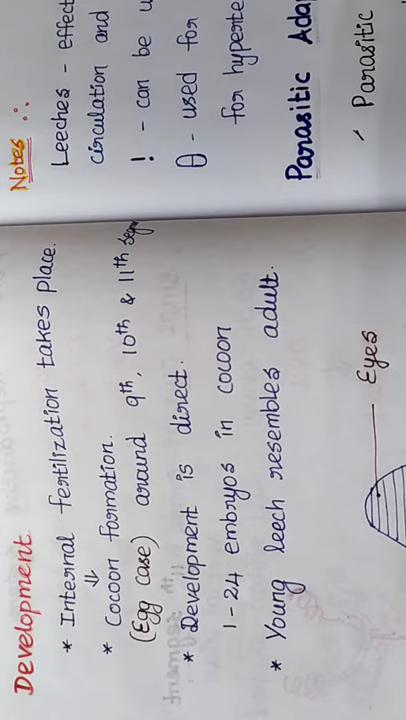 Development
* Internal fertilization takes place.
⇓
* Cocoon formation.
(Egg case) around 9th, 10th & 11th segm
* Development is direct.
1-24 embryos in cocoon
* Young leech resembles adult.
Eyes
Notes :.
Leeches - effect
circulation and
! - can be u
θ - used for
for hyperte
Parasitic Ada
✓ Parasitic